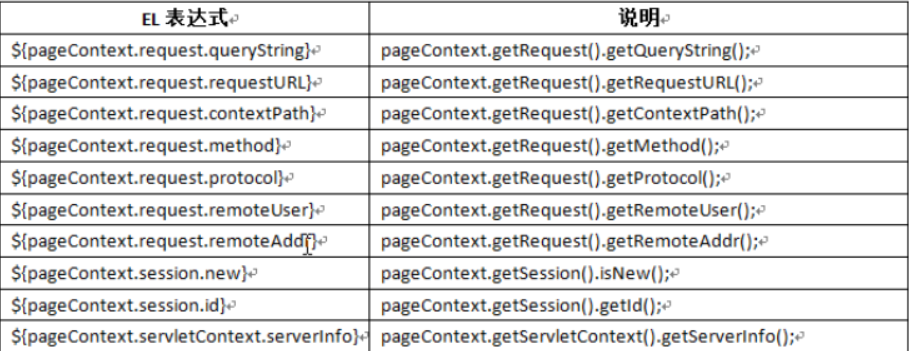 EL 表达式 说明
${pageContext.request.queryString} pageContext.getRequest().getQueryString();
${pageContext.request.requestURL} pageContext.getRequest().getRequestURL();
${pageContext.request.contextPath} pageContext.getRequest().getContextPath();
${pageContext.request.method} pageContext.getRequest().getMethod();
${pageContext.request.protocol} pageContext.getRequest().getProtocol();
${pageContext.request.remoteUser} pageContext.getRequest().getRemoteUser();
${pageContext.request.remoteAddr} pageContext.getRequest().getRemoteAddr();
${pageContext.session.new} pageContext.getSession().isNew();
${pageContext.session.id} pageContext.getSession().getId();
${pageContext.servletContext.serverInfo} pageContext.getServletContext().getServerInfo();